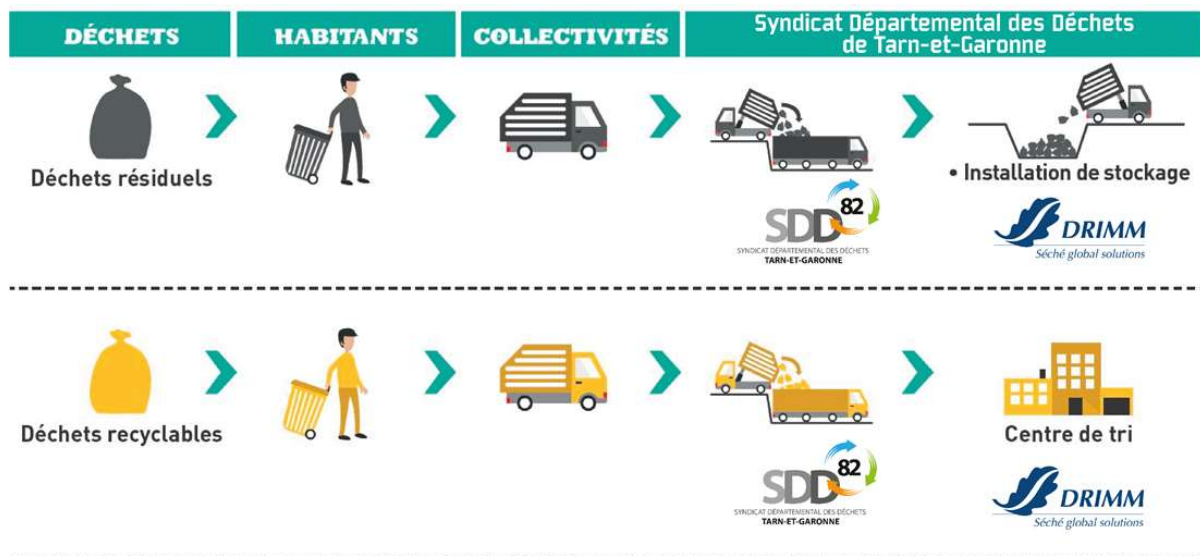 DÉCHETS
HABITANTS
COLLECTIVITÉS
Syndicat Départemental des Déchets
de Tarn-et-Garonne
Déchets résiduels
82
SDD
SYNDICAT DÉPARTEMENTAL DES DÉCHETS
TARN-ET-GARONNE
• Installation de stockage
DRIMM
Séché global solutions
Déchets recyclables
82
SDD
SYNDICAT DÉPARTEMENTAL DES DÉCHETS
TARN-ET-GARONNE
Centre de tri
DRIMM
Séché global solutions